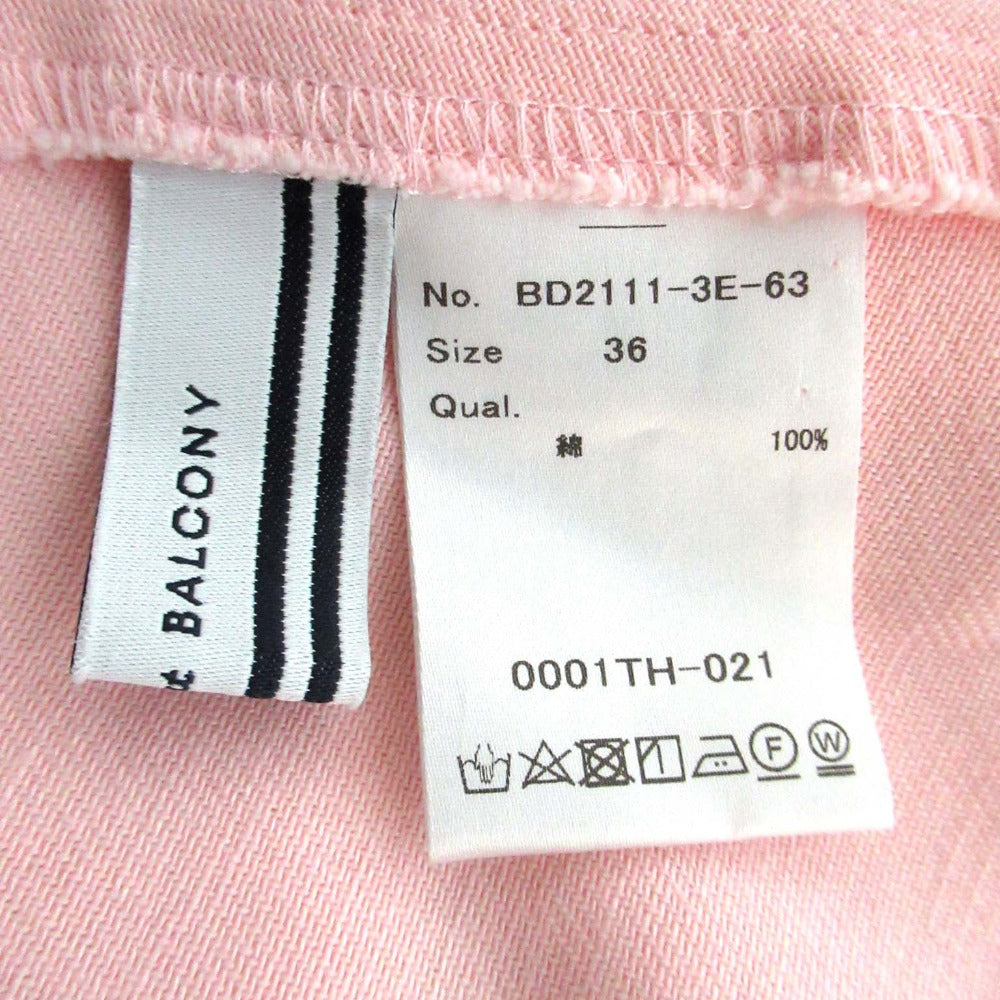 BALCONY
No. BD2111-3E-63
Size 36
Qual.
綿 100%
0001TH-021
F W